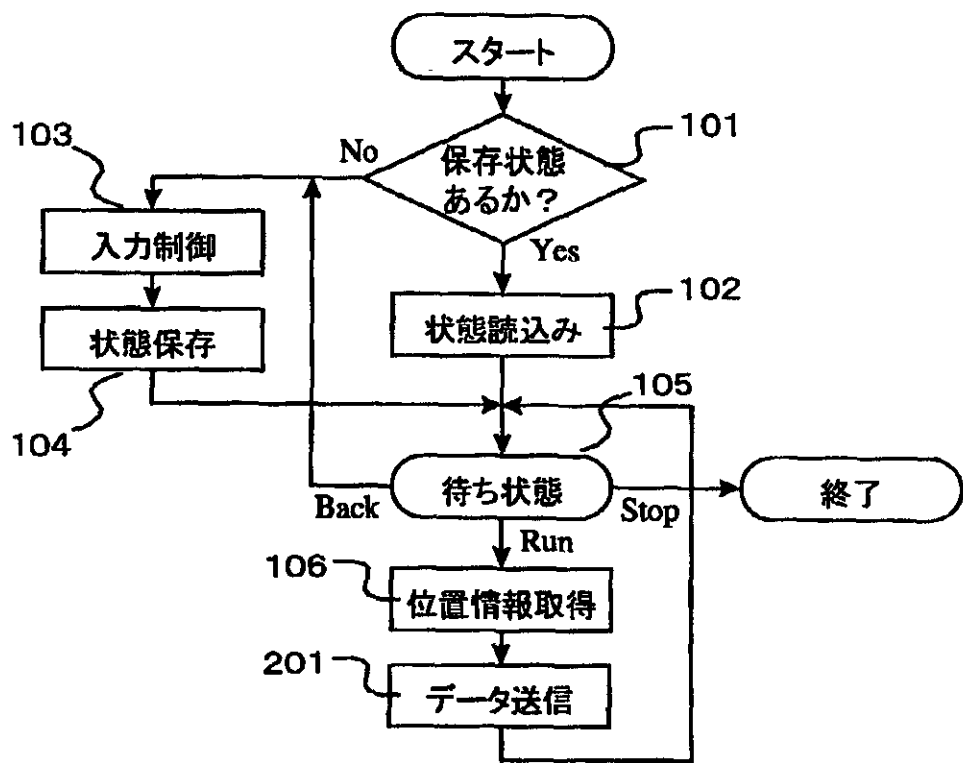 スタート
101
保存状態
あるか？
No
Yes
103
入力制御
102
状態読込み
状態保存
104
105
待ち状態
Back
Stop
終了
Run
106
位置情報取得
201
データ送信